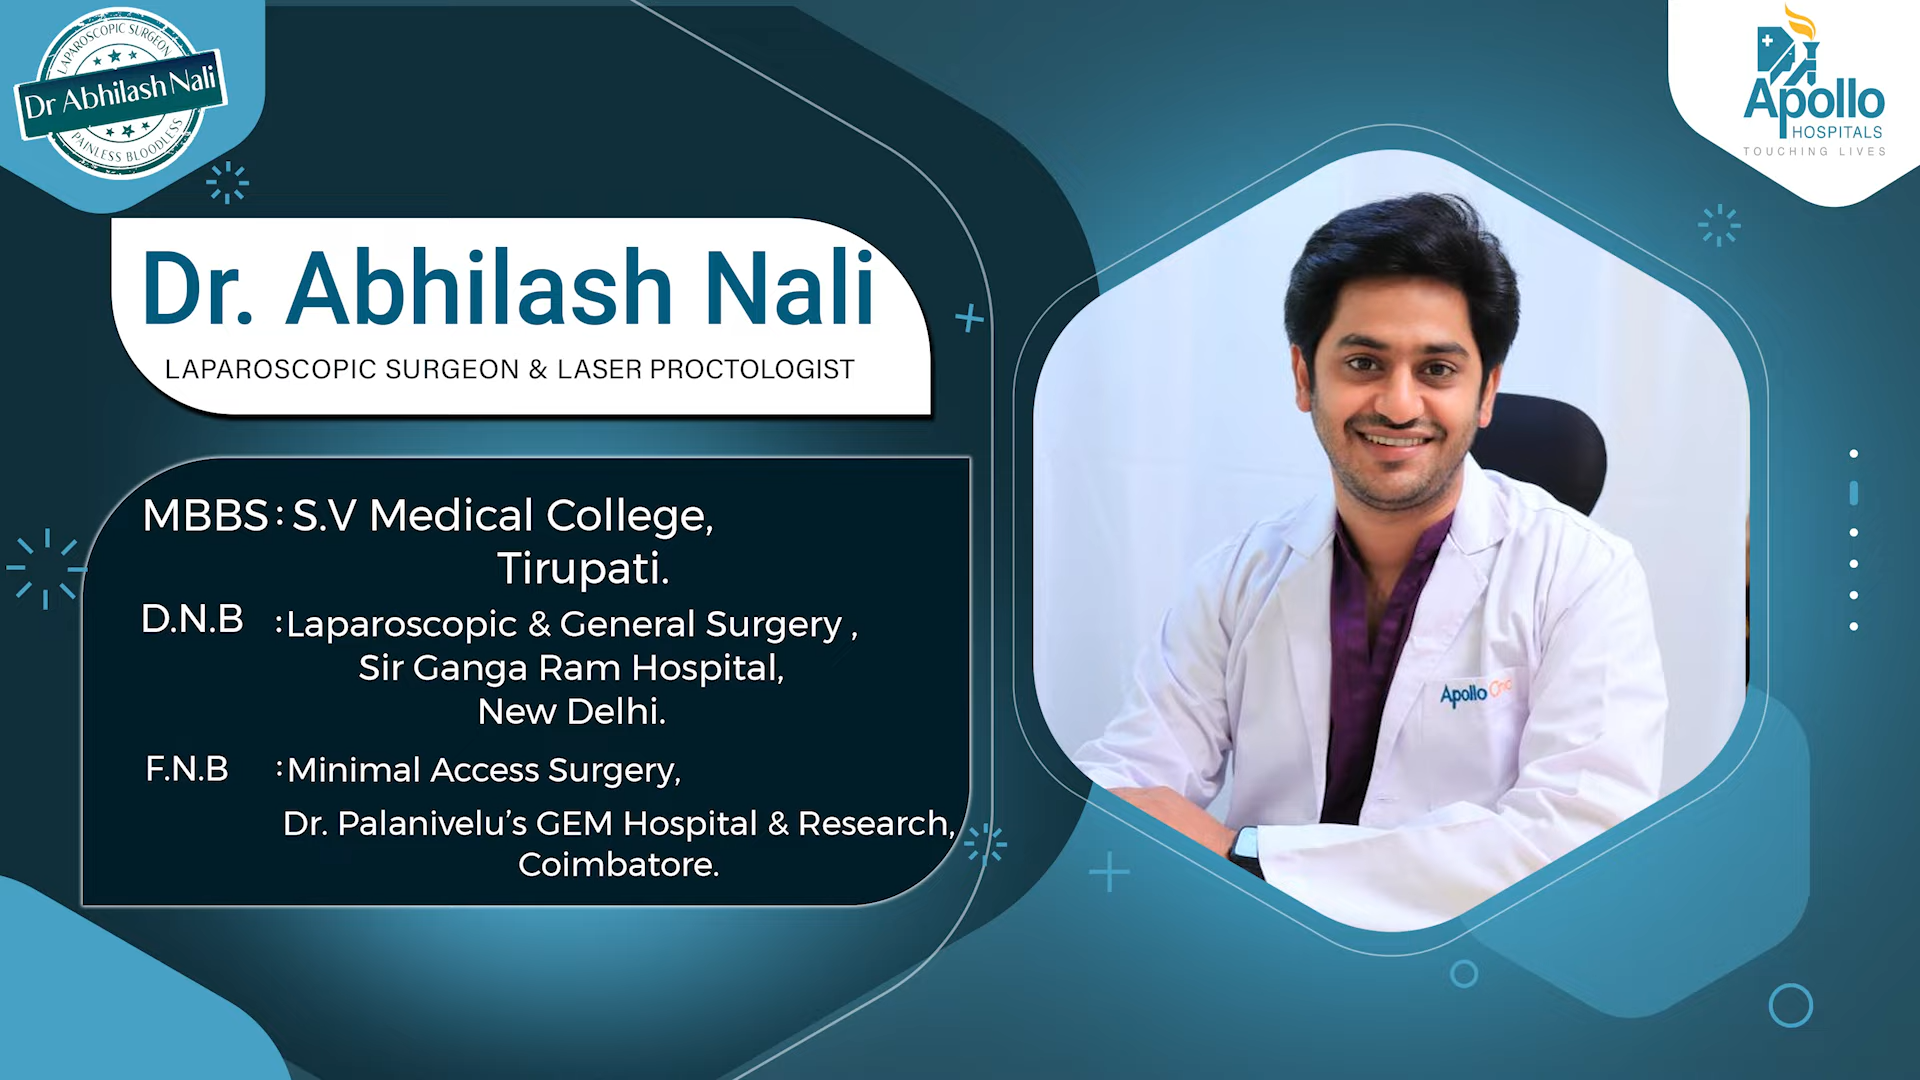 LAPAROSCOPIC SURGEON
Dr Abhilash Nali
PAINLESS BLOODLESS
Apollo
HOSPITALS
TOUCHING LIVES
Dr. Abhilash Nali
LAPAROSCOPIC SURGEON & LASER PROCTOLOGIST
MBBS : S.V Medical College,
Tirupati.
D.N.B : Laparoscopic & General Surgery ,
Sir Ganga Ram Hospital,
New Delhi.
F.N.B : Minimal Access Surgery,
Dr. Palanivelu’s GEM Hospital & Research,
Coimbatore.
Apollo